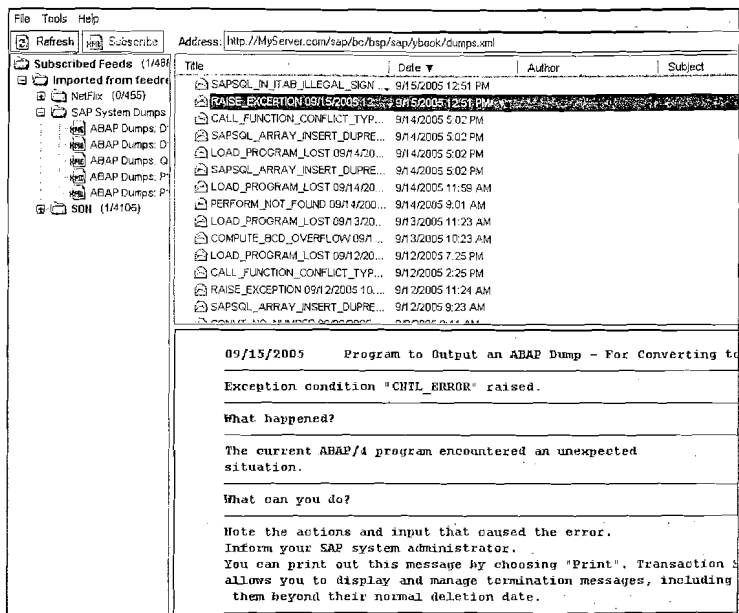 File Tools Help
Refresh Subscribe Address: http://MyServer.com/sap/bc/bsp/sap/ybook/dumps.xml
Subscribed Feeds (1/48
Imported from feedre
NetFlix (0/455)
SAP System Dumps
ABAP Dumps: D
ABAP Dumps: D
ABAP Dumps: Q
ABAP Dumps: P
ABAP Dumps: P
SDN (1/4106)
Title Date ▼ Author Subject
SAPSQL_IN_ITAB_ILLEGAL_SIGN ... 9/15/2005 12:51 PM
RAISE_EXCEPTION 09/15/2005 12:... 9/15/2005 12:51 PM
CALL_FUNCTION_CONFLICT_TYP... 9/14/2005 5:02 PM
SAPSQL_ARRAY_INSERT_DUPRE... 9/14/2005 5:02 PM
LOAD_PROGRAM_LOST 09/14/20... 9/14/2005 5:02 PM
SAPSQL_ARRAY_INSERT_DUPRE... 9/14/2005 5:02 PM
LOAD_PROGRAM_LOST 09/14/20... 9/14/2005 11:59 AM
PERFORM_NOT_FOUND 09/14/200... 9/14/2005 9:01 AM
LOAD_PROGRAM_LOST 09/13/20... 9/13/2005 11:23 AM
COMPUTE_BCD_OVERFLOW 09/1... 9/13/2005 10:23 AM
LOAD_PROGRAM_LOST 09/12/20... 9/12/2005 7:25 PM
CALL_FUNCTION_CONFLICT_TYP... 9/12/2005 2:25 PM
RAISE_EXCEPTION 09/12/2005 10:... 9/12/2005 11:24 AM
SAPSQL_ARRAY_INSERT_DUPRE... 9/12/2005 9:23 AM
09/15/2005 Program to Output an ABAP Dump - For Converting to
Exception condition "CNTL_ERROR" raised.
What happened?
The current ABAP/4 program encountered an unexpected
situation.
What can you do?
Note the actions and input that caused the error.
Inform your SAP system administrator.
You can print out this message by choosing "Print". Transaction S
allows you to display and manage termination messages, including
them beyond their normal deletion date.